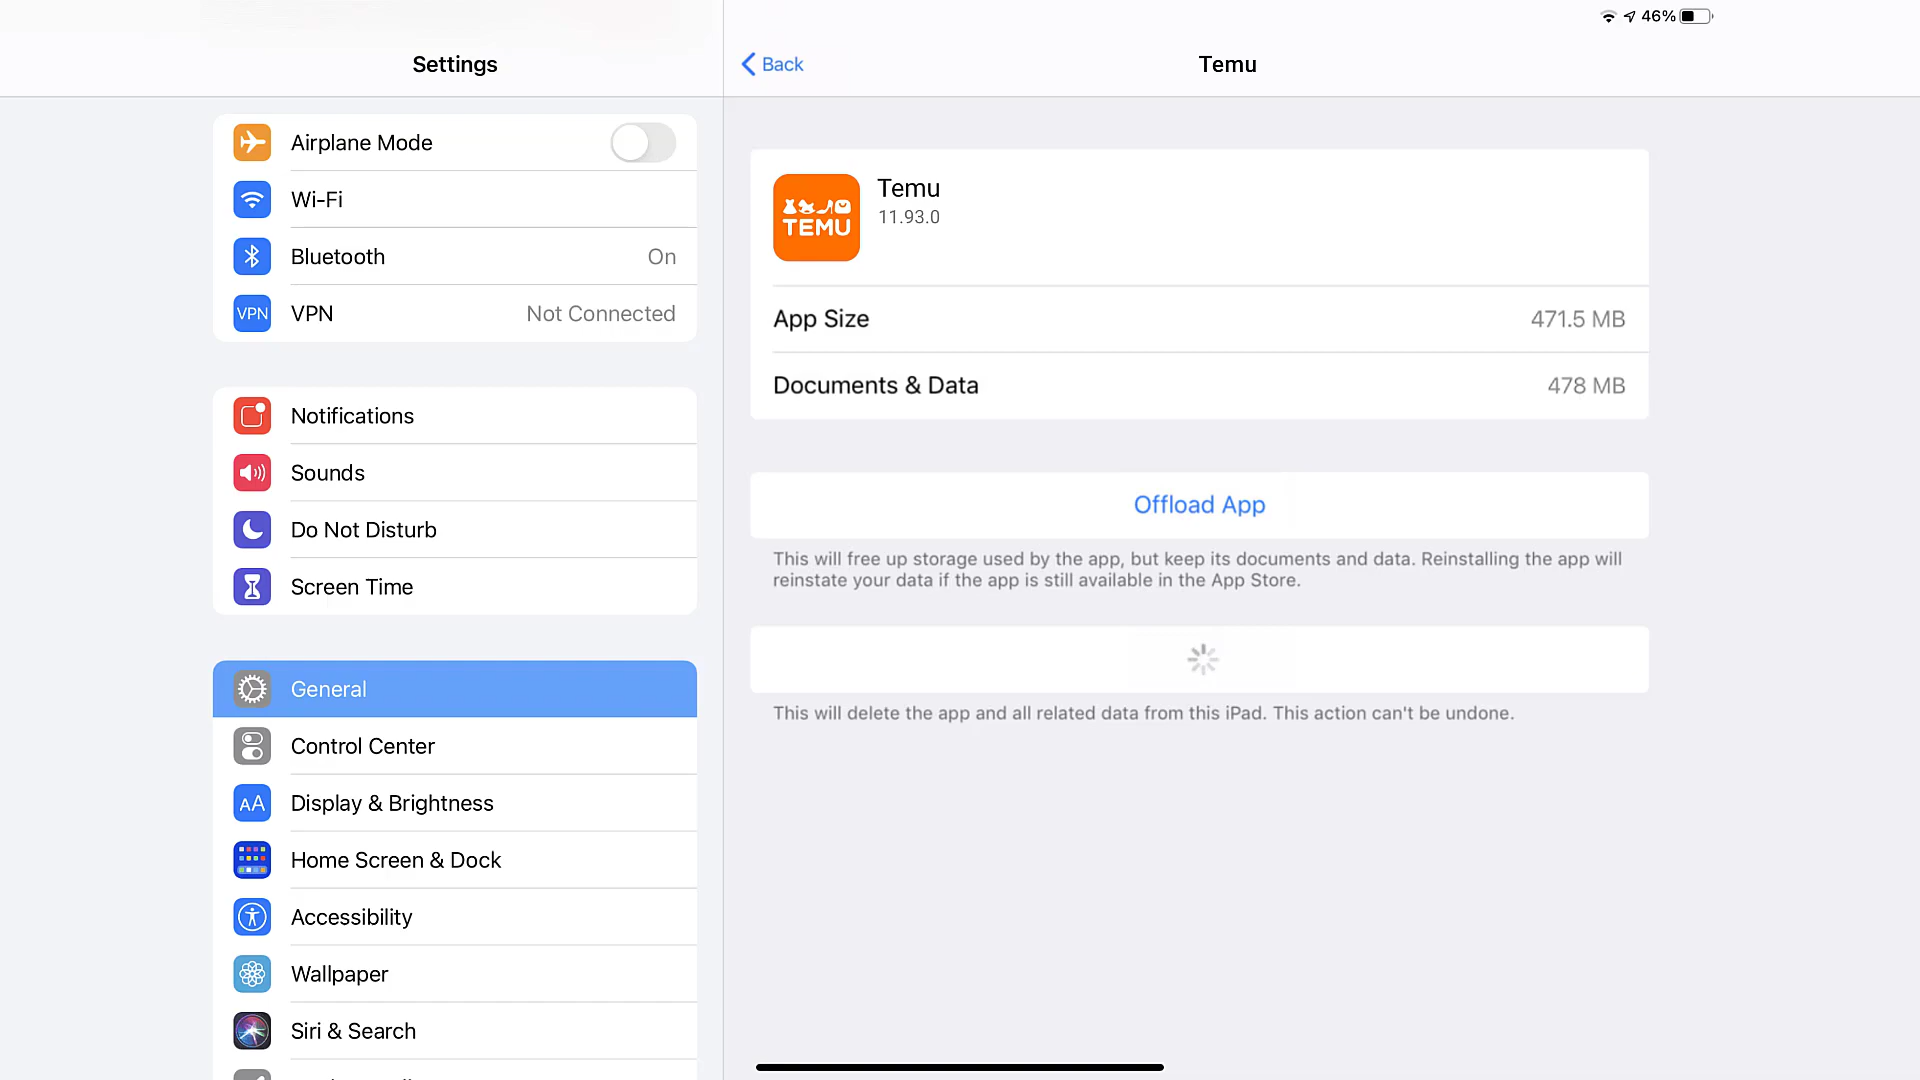 46%
Settings
Back
Temu
Airplane Mode
Wi-Fi
Bluetooth On
VPN VPN Not Connected
Notifications
Sounds
Do Not Disturb
Screen Time
General
Control Center
AA Display & Brightness
Home Screen & Dock
Accessibility
Wallpaper
Siri & Search
TEMU
Temu
11.93.0
App Size 471.5 MB
Documents & Data 478 MB
Offload App
This will free up storage used by the app, but keep its documents and data. Reinstalling the app will
reinstate your data if the app is still available in the App Store.
This will delete the app and all related data from this iPad. This action can't be undone.